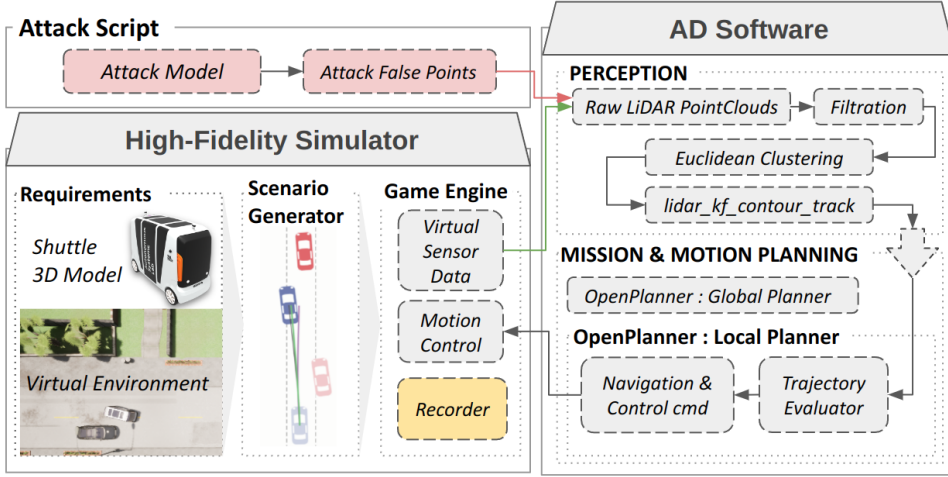 Attack Script
Attack Model
Attack False Points
High-Fidelity Simulator
Requirements
Shuttle
3D Model
Virtual Environment
Scenario
Generator
Game Engine
Virtual
Sensor
Data
Motion
Control
Recorder
AD Software
PERCEPTION
Raw LiDAR PointClouds
Filtration
Euclidean Clustering
lidar_kf_contour_track
MISSION & MOTION PLANNING
OpenPlanner : Global Planner
OpenPlanner : Local Planner
Navigation &
Control cmd
Trajectory
Evaluator